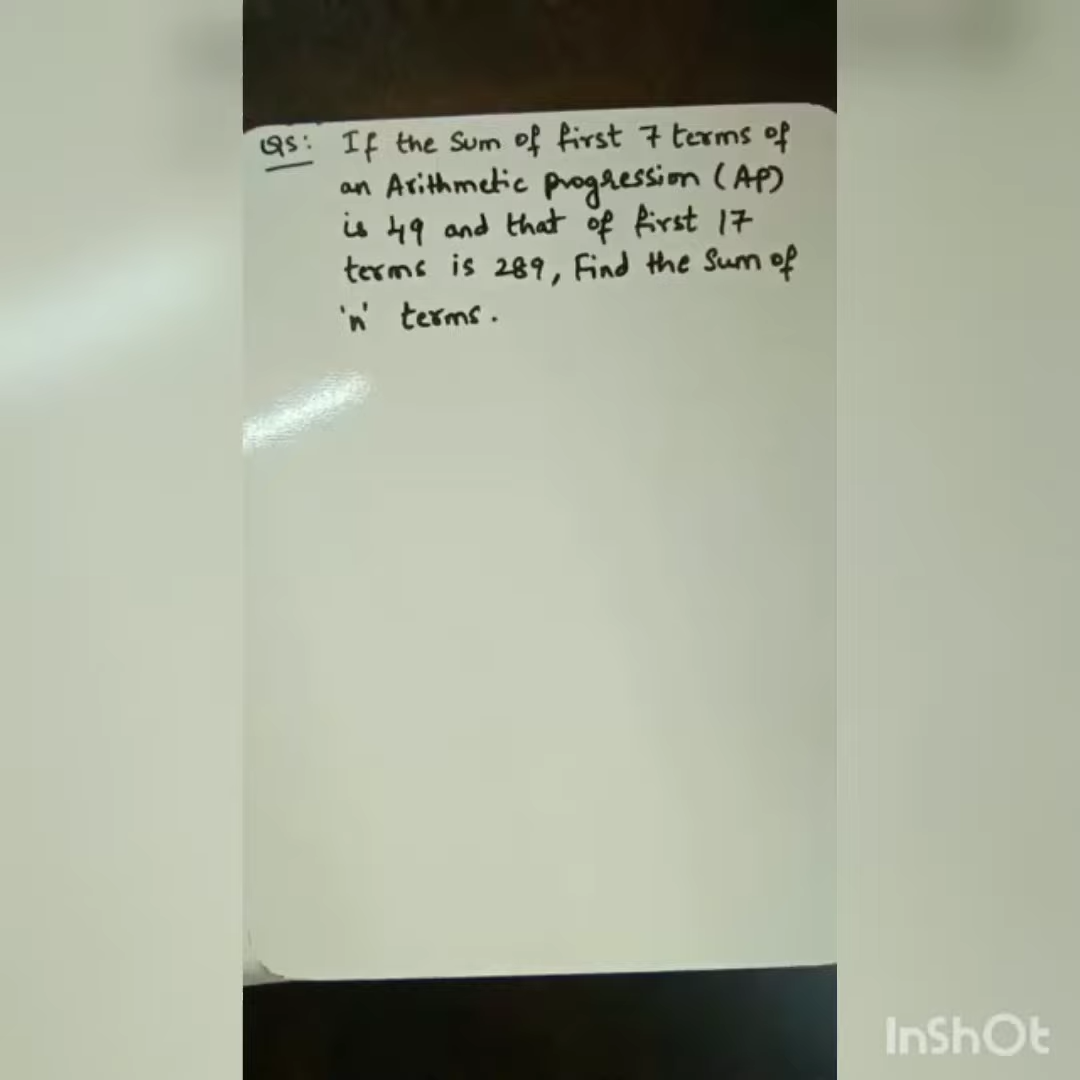 Qs: If the sum of first 7 terms of
an Arithmetic progression (AP)
is 49 and that of first 17
terms is 289, Find the Sum of
'n' terms.
InShOt